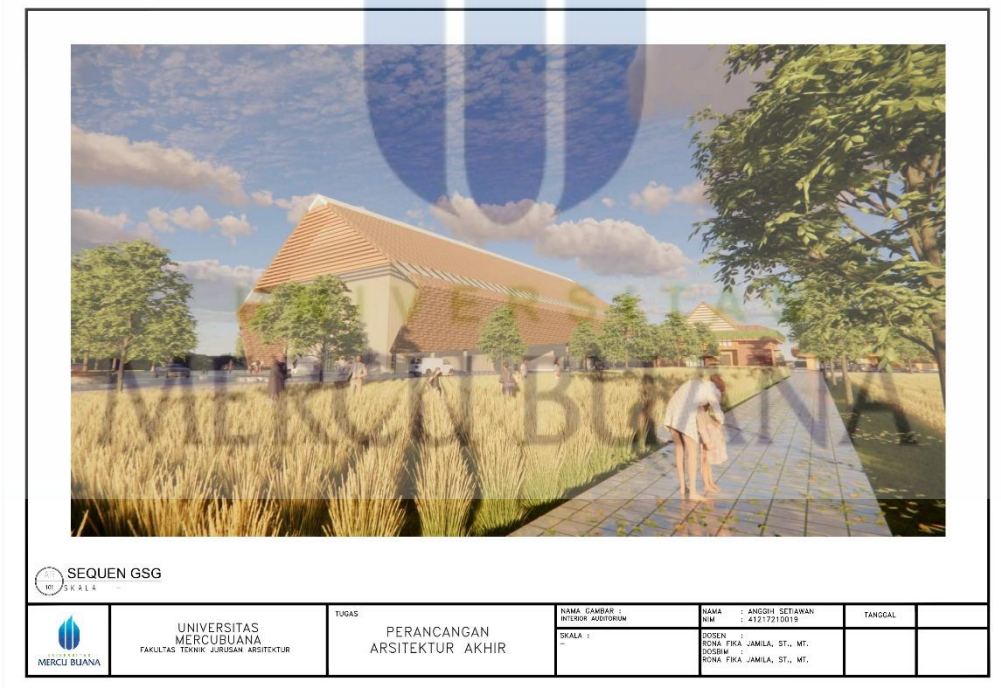 UNIVERSITAS
MERCU BUANA
SEQUEN GSG
101
SKALA
MERCU BUANA
UNIVERSITAS
MERCUBUANA
FAKULTAS TEKNIK JURUSAN ARSITEKTUR
TUGAS
PERANCANGAN
ARSITEKTUR AKHIR
NAMA GAMBAR :
INTERIOR AUDITORIUM
SKALA :
–
NAMA : ANGGIH SETIAWAN
NIM : 41217210019
DOSEN :
RONA FIKA JAMILA, ST., MT.
DOSBIM :
RONA FIKA JAMILA, ST., MT.
TANGGAL